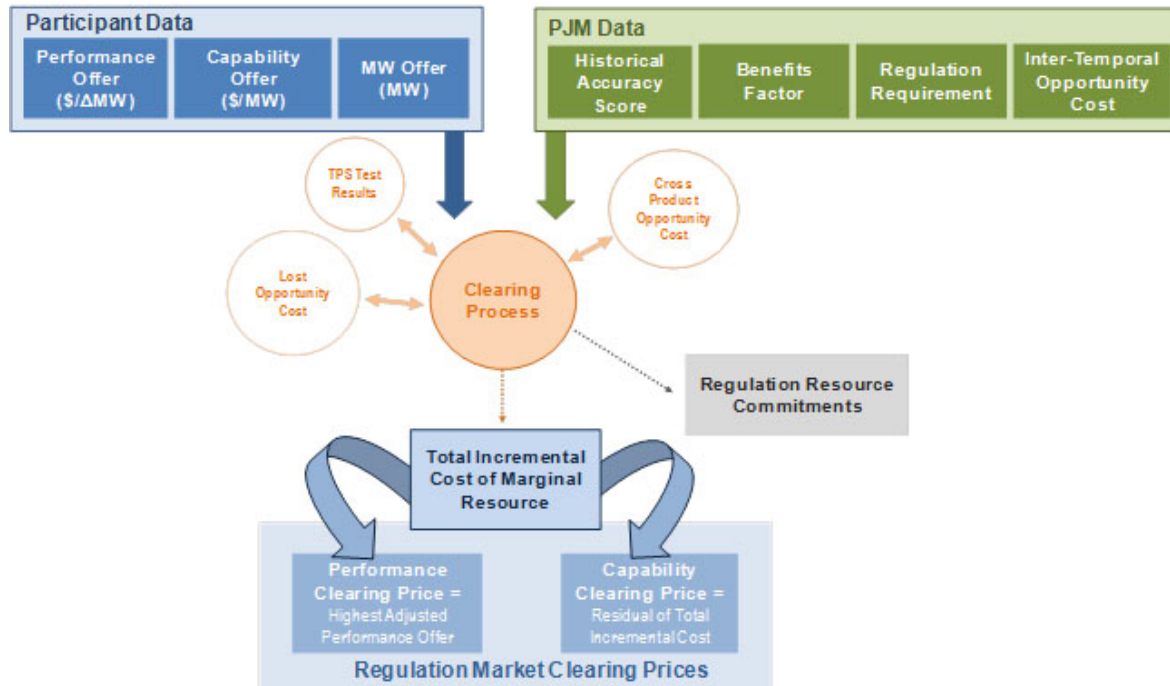 Participant Data
Performance
Offer
($/ΔMW)
Capability
Offer
($/MW)
MW Offer
(MW)
PJM Data
Historical
Accuracy
Score
Benefits
Factor
Regulation
Requirement
Inter-Temporal
Opportunity
Cost
TPS Test
Results
Cross
Product
Opportunity
Cost
Lost
Opportunity
Cost
Clearing
Process
Regulation Resource
Commitments
Total Incremental
Cost of Marginal
Resource
Performance
Clearing Price =
Highest Adjusted
Performance Offer
Capability
Clearing Price =
Residual of Total
Incremental Cost
Regulation Market Clearing Prices